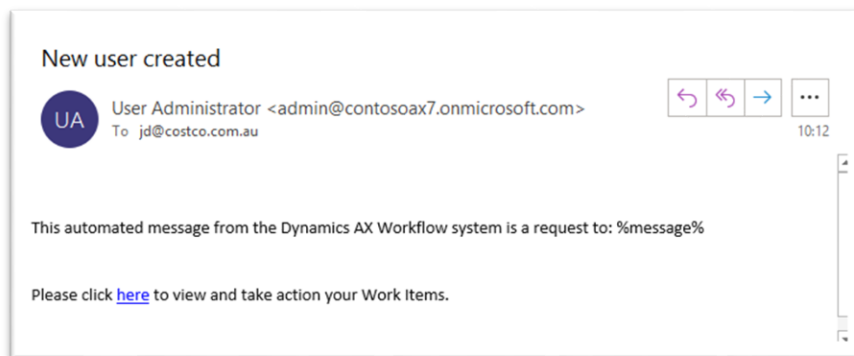 New user created
UA
User Administrator <admin@contosoax7.onmicrosoft.com>
To jd@costco.com.au
10:12
This automated message from the Dynamics AX Workflow system is a request to: %message%
Please click here to view and take action your Work Items.